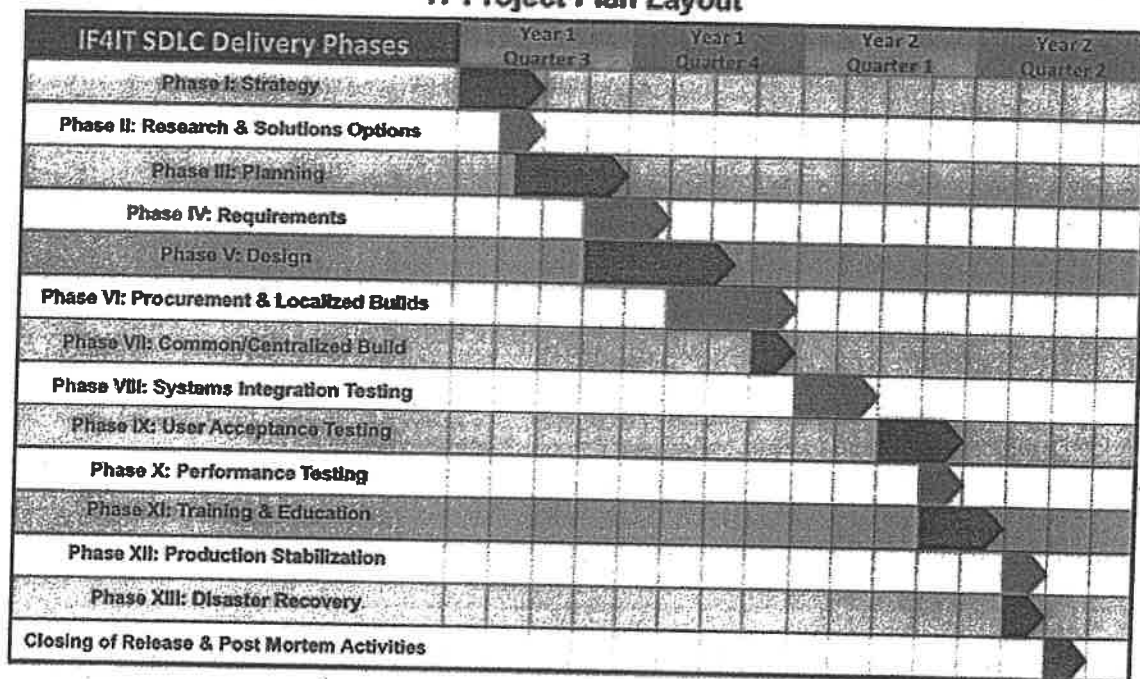 IT Project Plan Layout
IF4IT SDLC Delivery Phases
Year 1
Quarter 3
Year 1
Quarter 4
Year 2
Quarter 1
Year 2
Quarter 2
Phase I: Strategy
Phase II: Research & Solutions Options
Phase III: Planning
Phase IV: Requirements
Phase V: Design
Phase VI: Procurement & Localized Builds
Phase VII: Common/Centralized Build
Phase VIII: Systems Integration Testing
Phase IX: User Acceptance Testing
Phase X: Performance Testing
Phase XI: Training & Education
Phase XII: Production Stabilization
Phase XIII: Disaster Recovery
Closing of Release & Post Mortem Activities